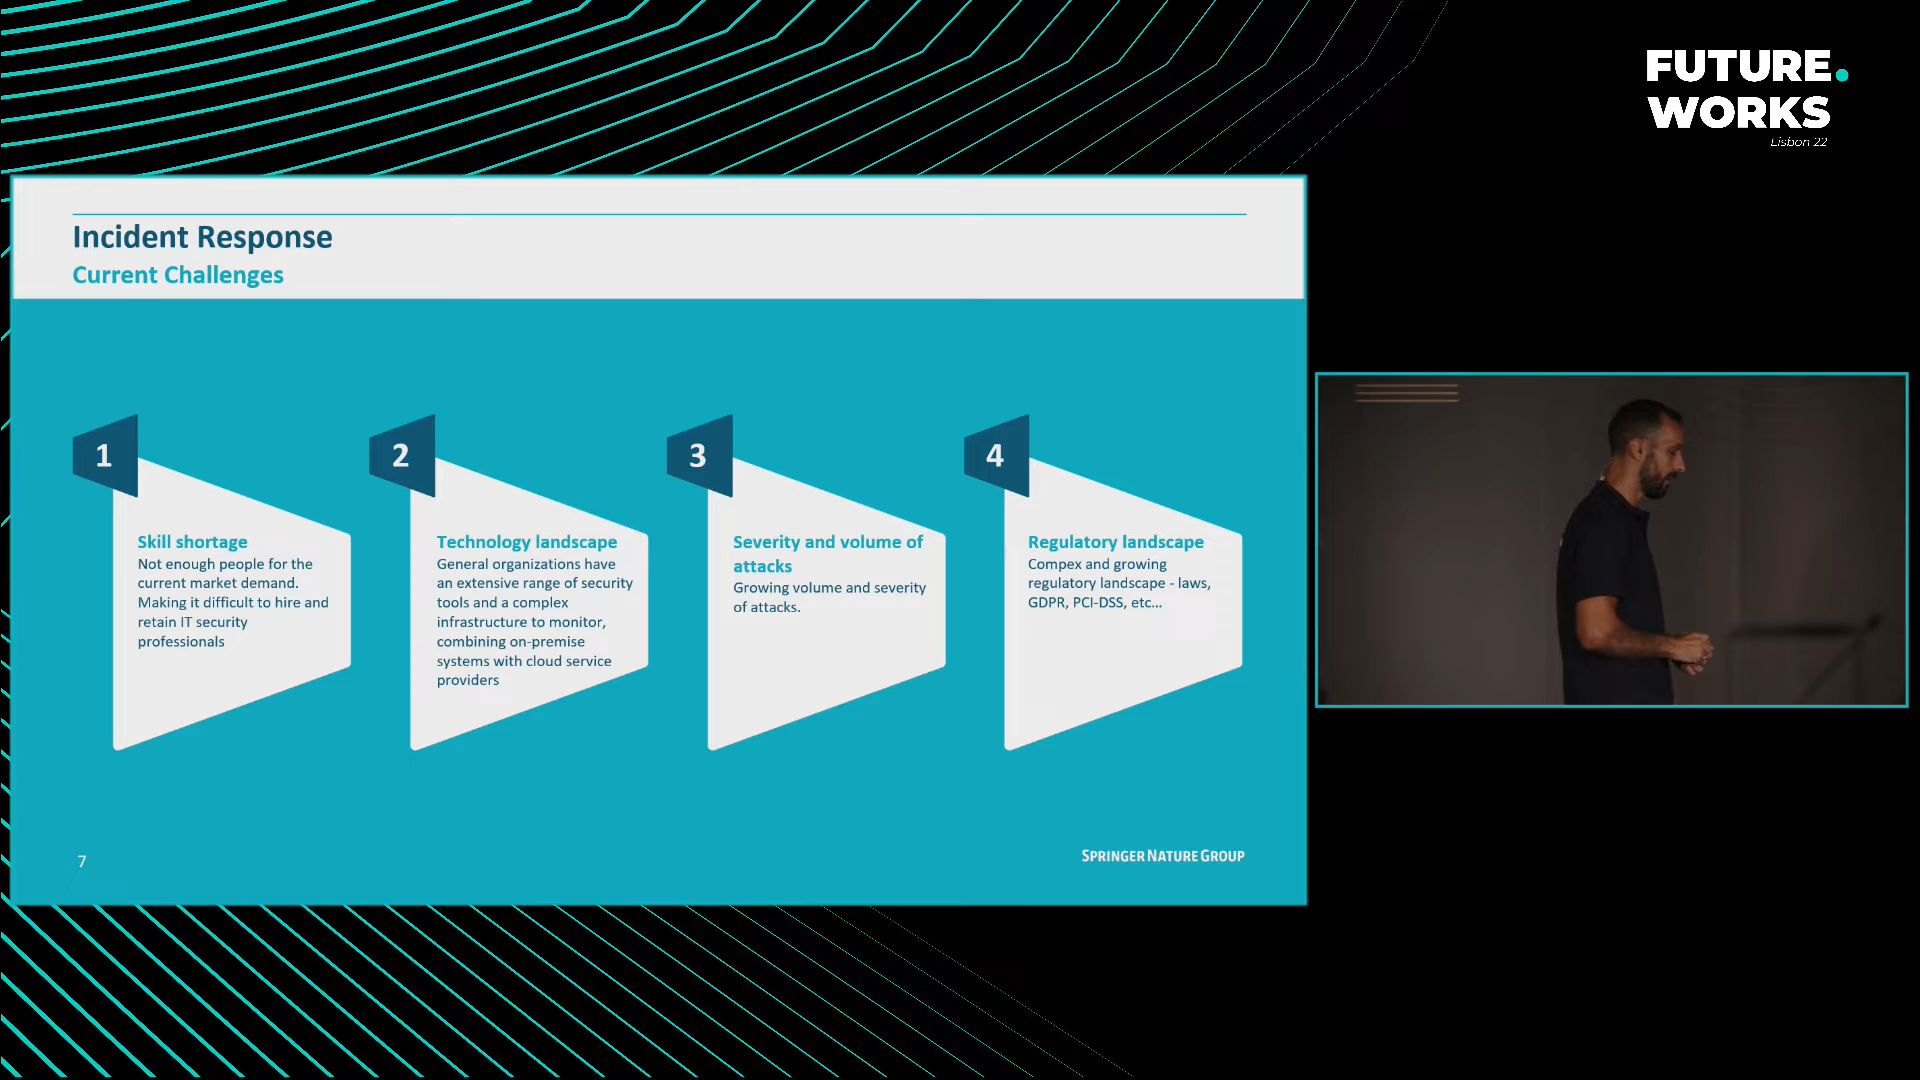 FUTURE.
WORKS
Lisbon 22
Incident Response
Current Challenges
1
Skill shortage
Not enough people for the
current market demand.
Making it difficult to hire and
retain IT security
professionals
2
Technology landscape
General organizations have
an extensive range of security
tools and a complex
infrastructure to monitor,
combining on-premise
systems with cloud service
providers
3
Severity and volume of
attacks
Growing volume and severity
of attacks.
4
Regulatory landscape
Compex and growing
regulatory landscape - laws,
GDPR, PCI-DSS, etc...
7
SPRINGER NATURE GROUP